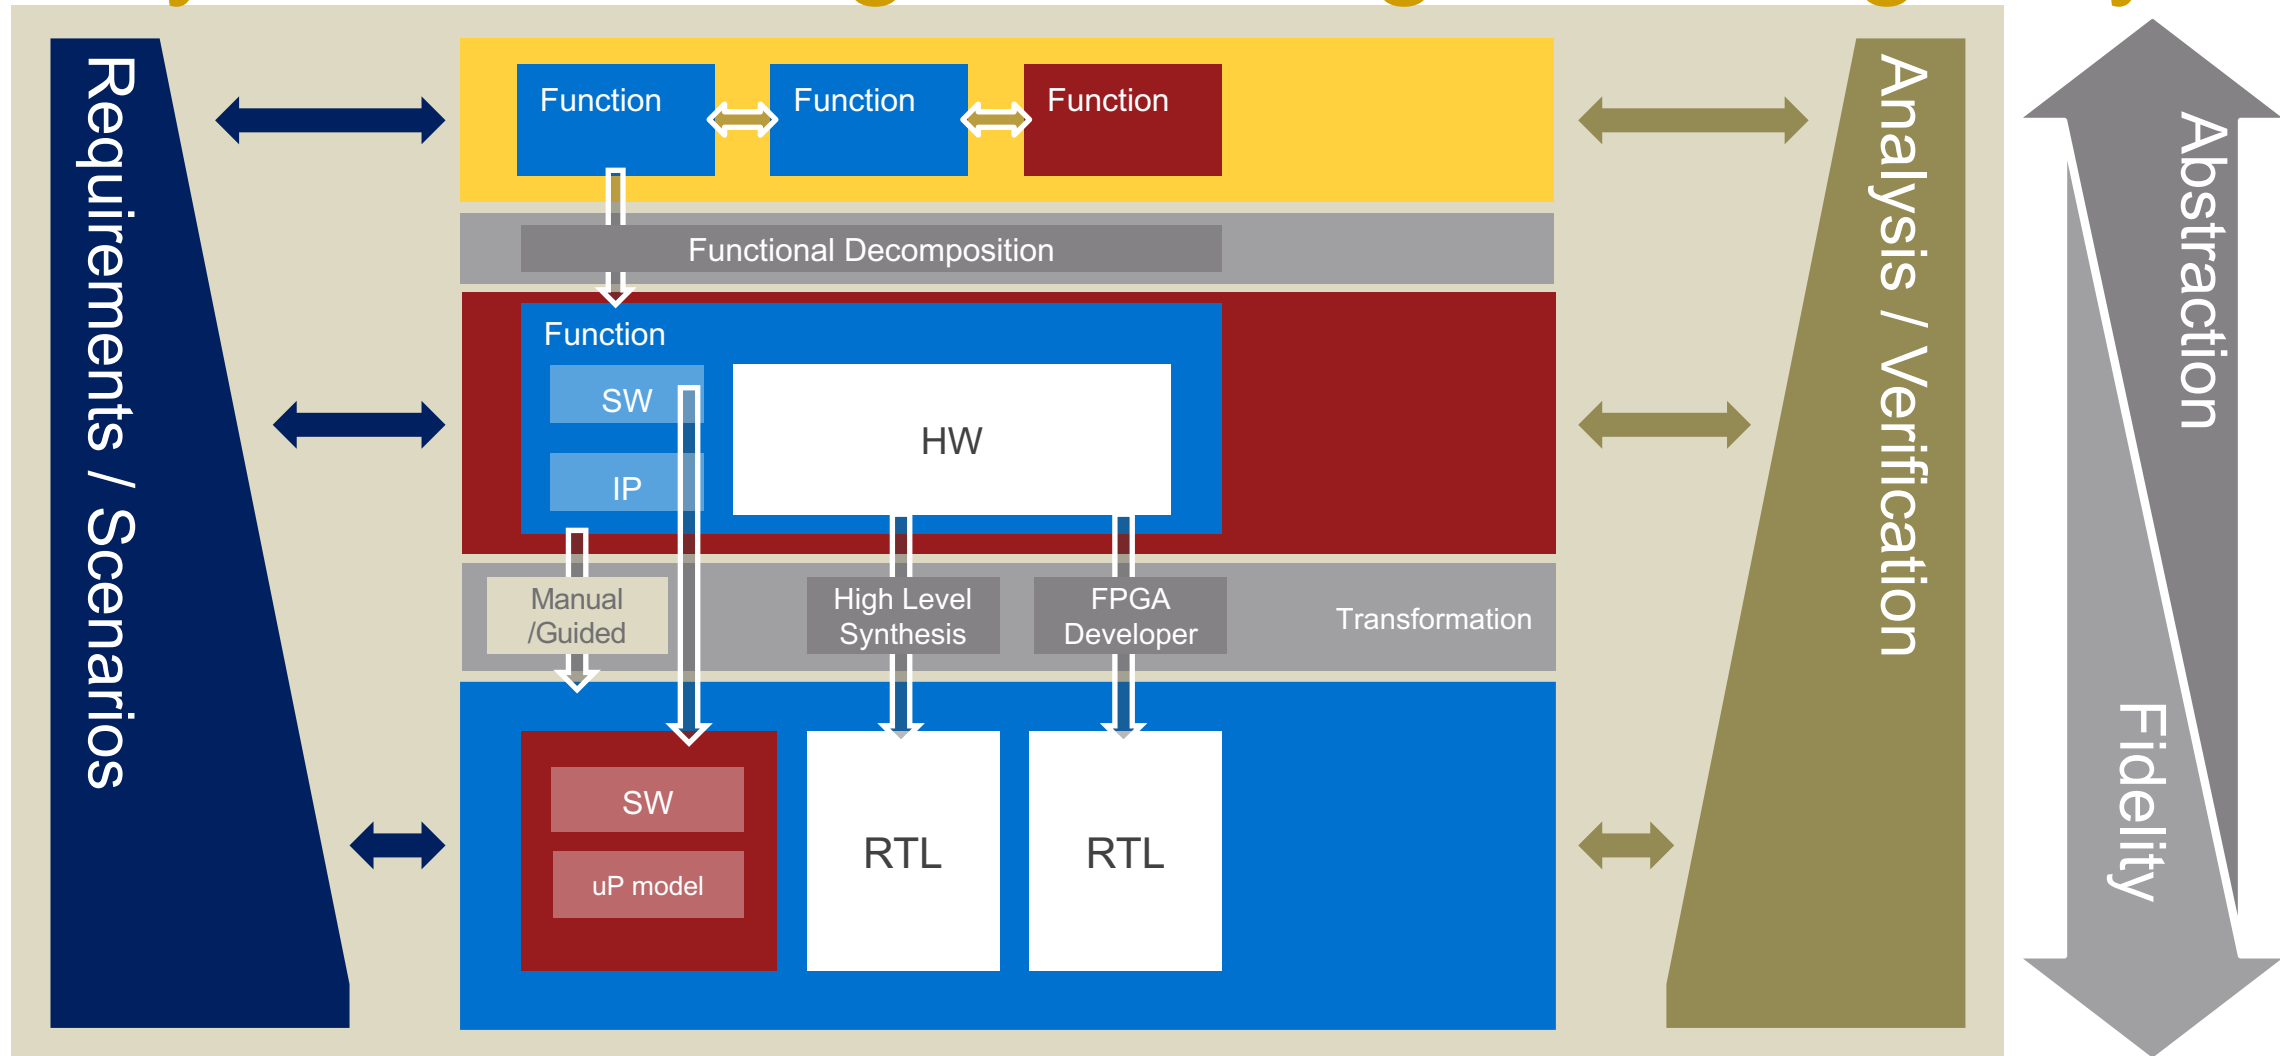 Requirements / Scenarios
Function
Function
Function
Functional Decomposition
Function
SW
IP
HW
Manual
/Guided
High Level
Synthesis
FPGA
Developer
Transformation
SW
uP model
RTL
RTL
Analysis / Verification
Abstraction
Fidelity